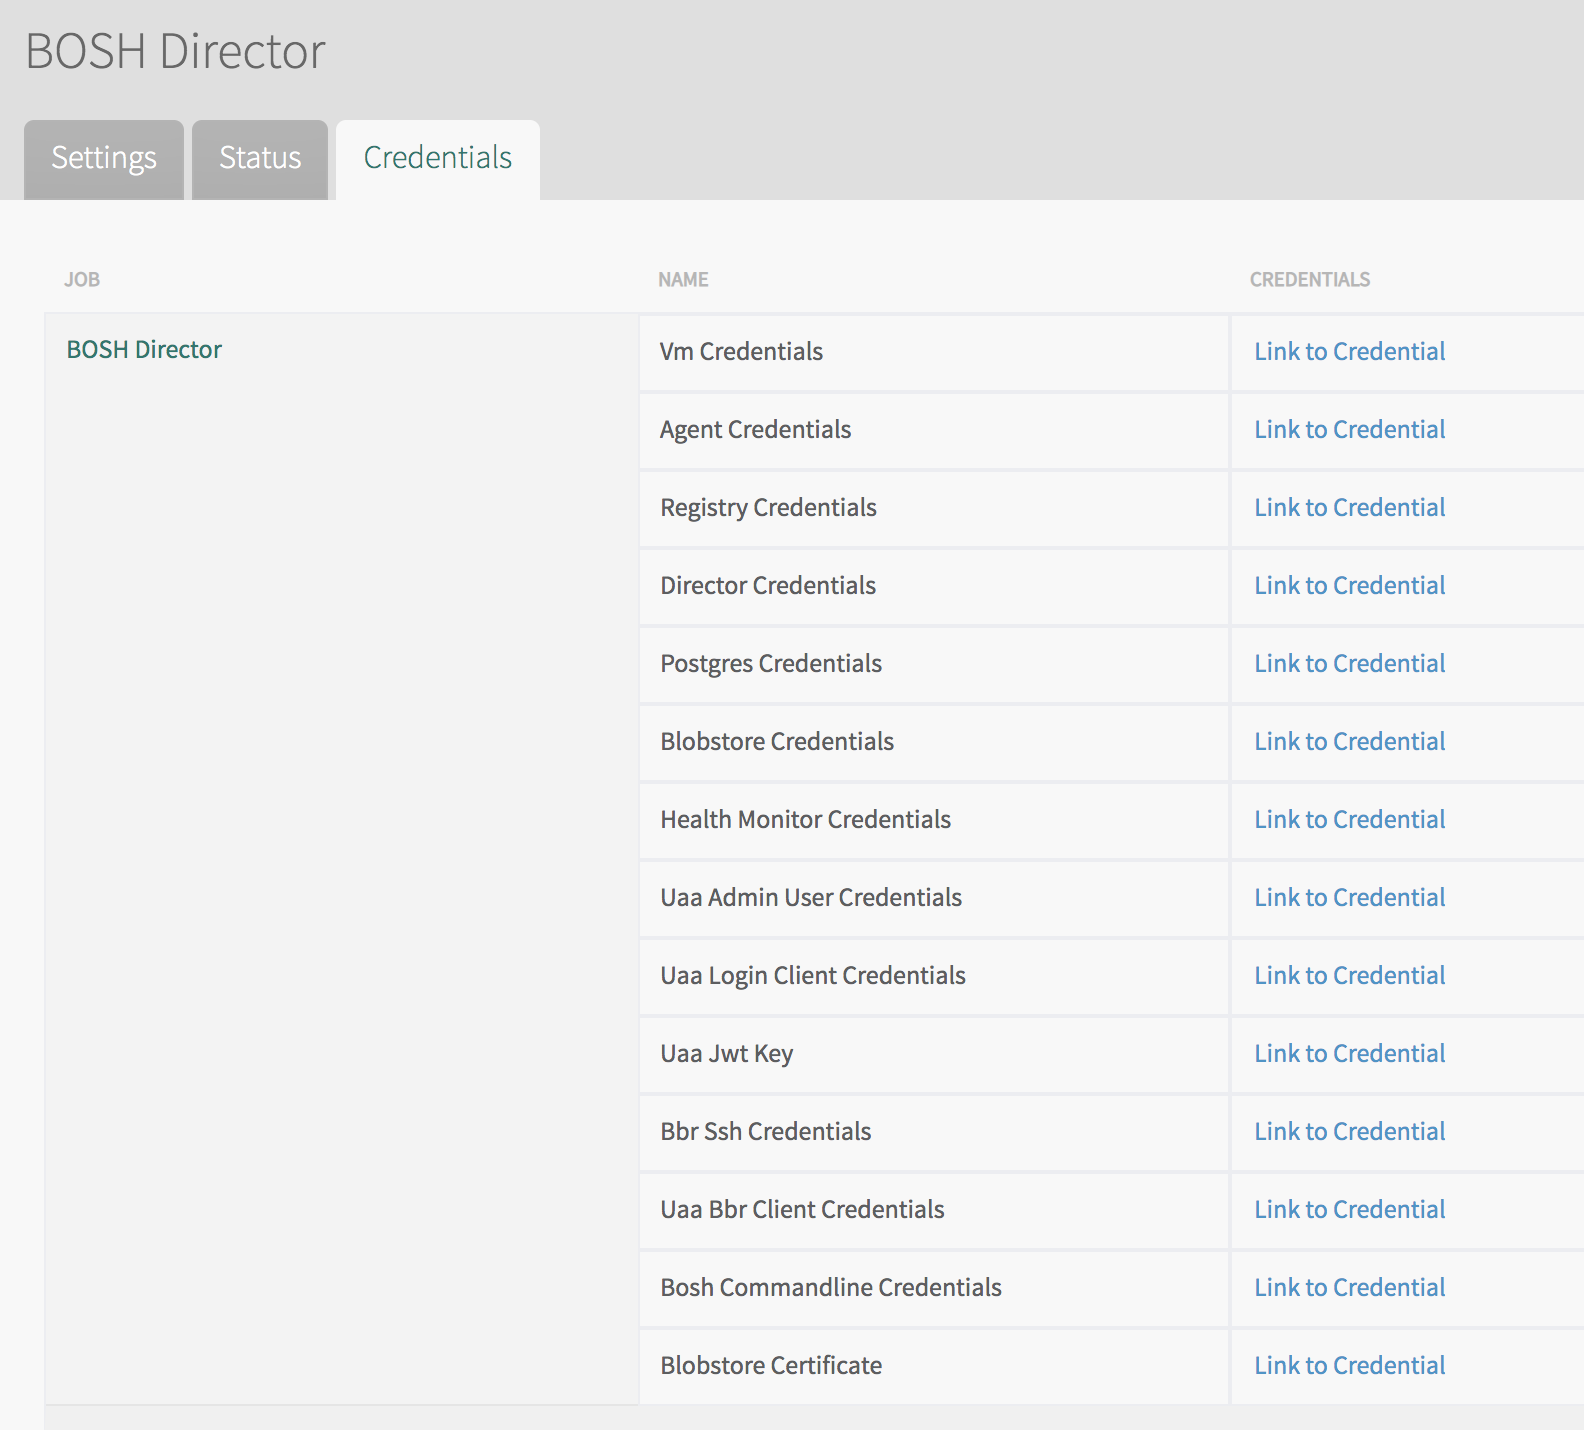 BOSH Director
Settings Status Credentials
JOB NAME CREDENTIALS
BOSH Director Vm Credentials Link to Credential
Agent Credentials Link to Credential
Registry Credentials Link to Credential
Director Credentials Link to Credential
Postgres Credentials Link to Credential
Blobstore Credentials Link to Credential
Health Monitor Credentials Link to Credential
Uaa Admin User Credentials Link to Credential
Uaa Login Client Credentials Link to Credential
Uaa Jwt Key Link to Credential
Bbr Ssh Credentials Link to Credential
Uaa Bbr Client Credentials Link to Credential
Bosh Commandline Credentials Link to Credential
Blobstore Certificate Link to Credential